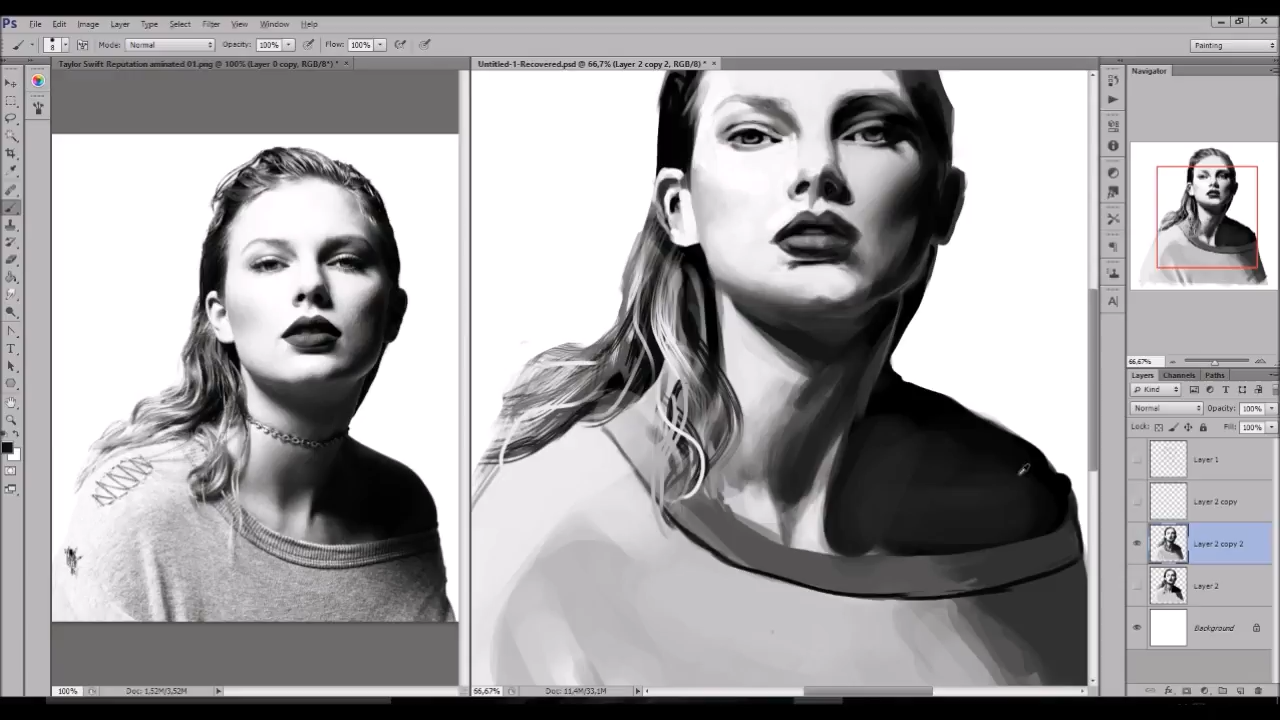 Ps File Edit Image Layer Type Select Filter View Window Help
8 Mode: Normal Opacity: 100% Flow: 100% Painting
Taylor Swift Reputation aminated 01.png @ 100% (Layer 0 copy, RGB/8*) * ×
Untitled-1-Recovered.psd @ 66,7% (Layer 2 copy 2, RGB/8) * ×
Navigator
66,67%
Layers Channels Paths
Kind
Normal Opacity: 100%
Lock: Fill: 100%
Layer 1
Layer 2 copy
Layer 2 copy 2
Layer 2
Background
100% Doc: 1,52M/3,52M
66,67% Doc: 11,4M/33,1M